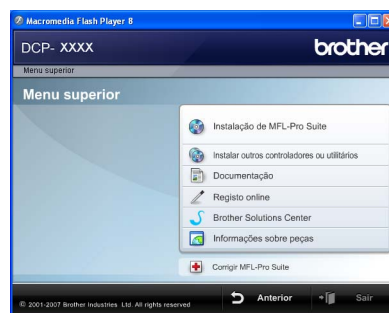 Macromedia Flash Player 8
DCP- XXXX
brother
Menu superior
Menu superior
Instalação de MFL-Pro Suite
Instalar outros controladores ou utilitários
Documentação
Registo online
Brother Solutions Center
Informações sobre peças
Corrigir MFL-Pro Suite
© 2001-2007 Brother Industries Ltd. All rights reserved
Anterior
Sair